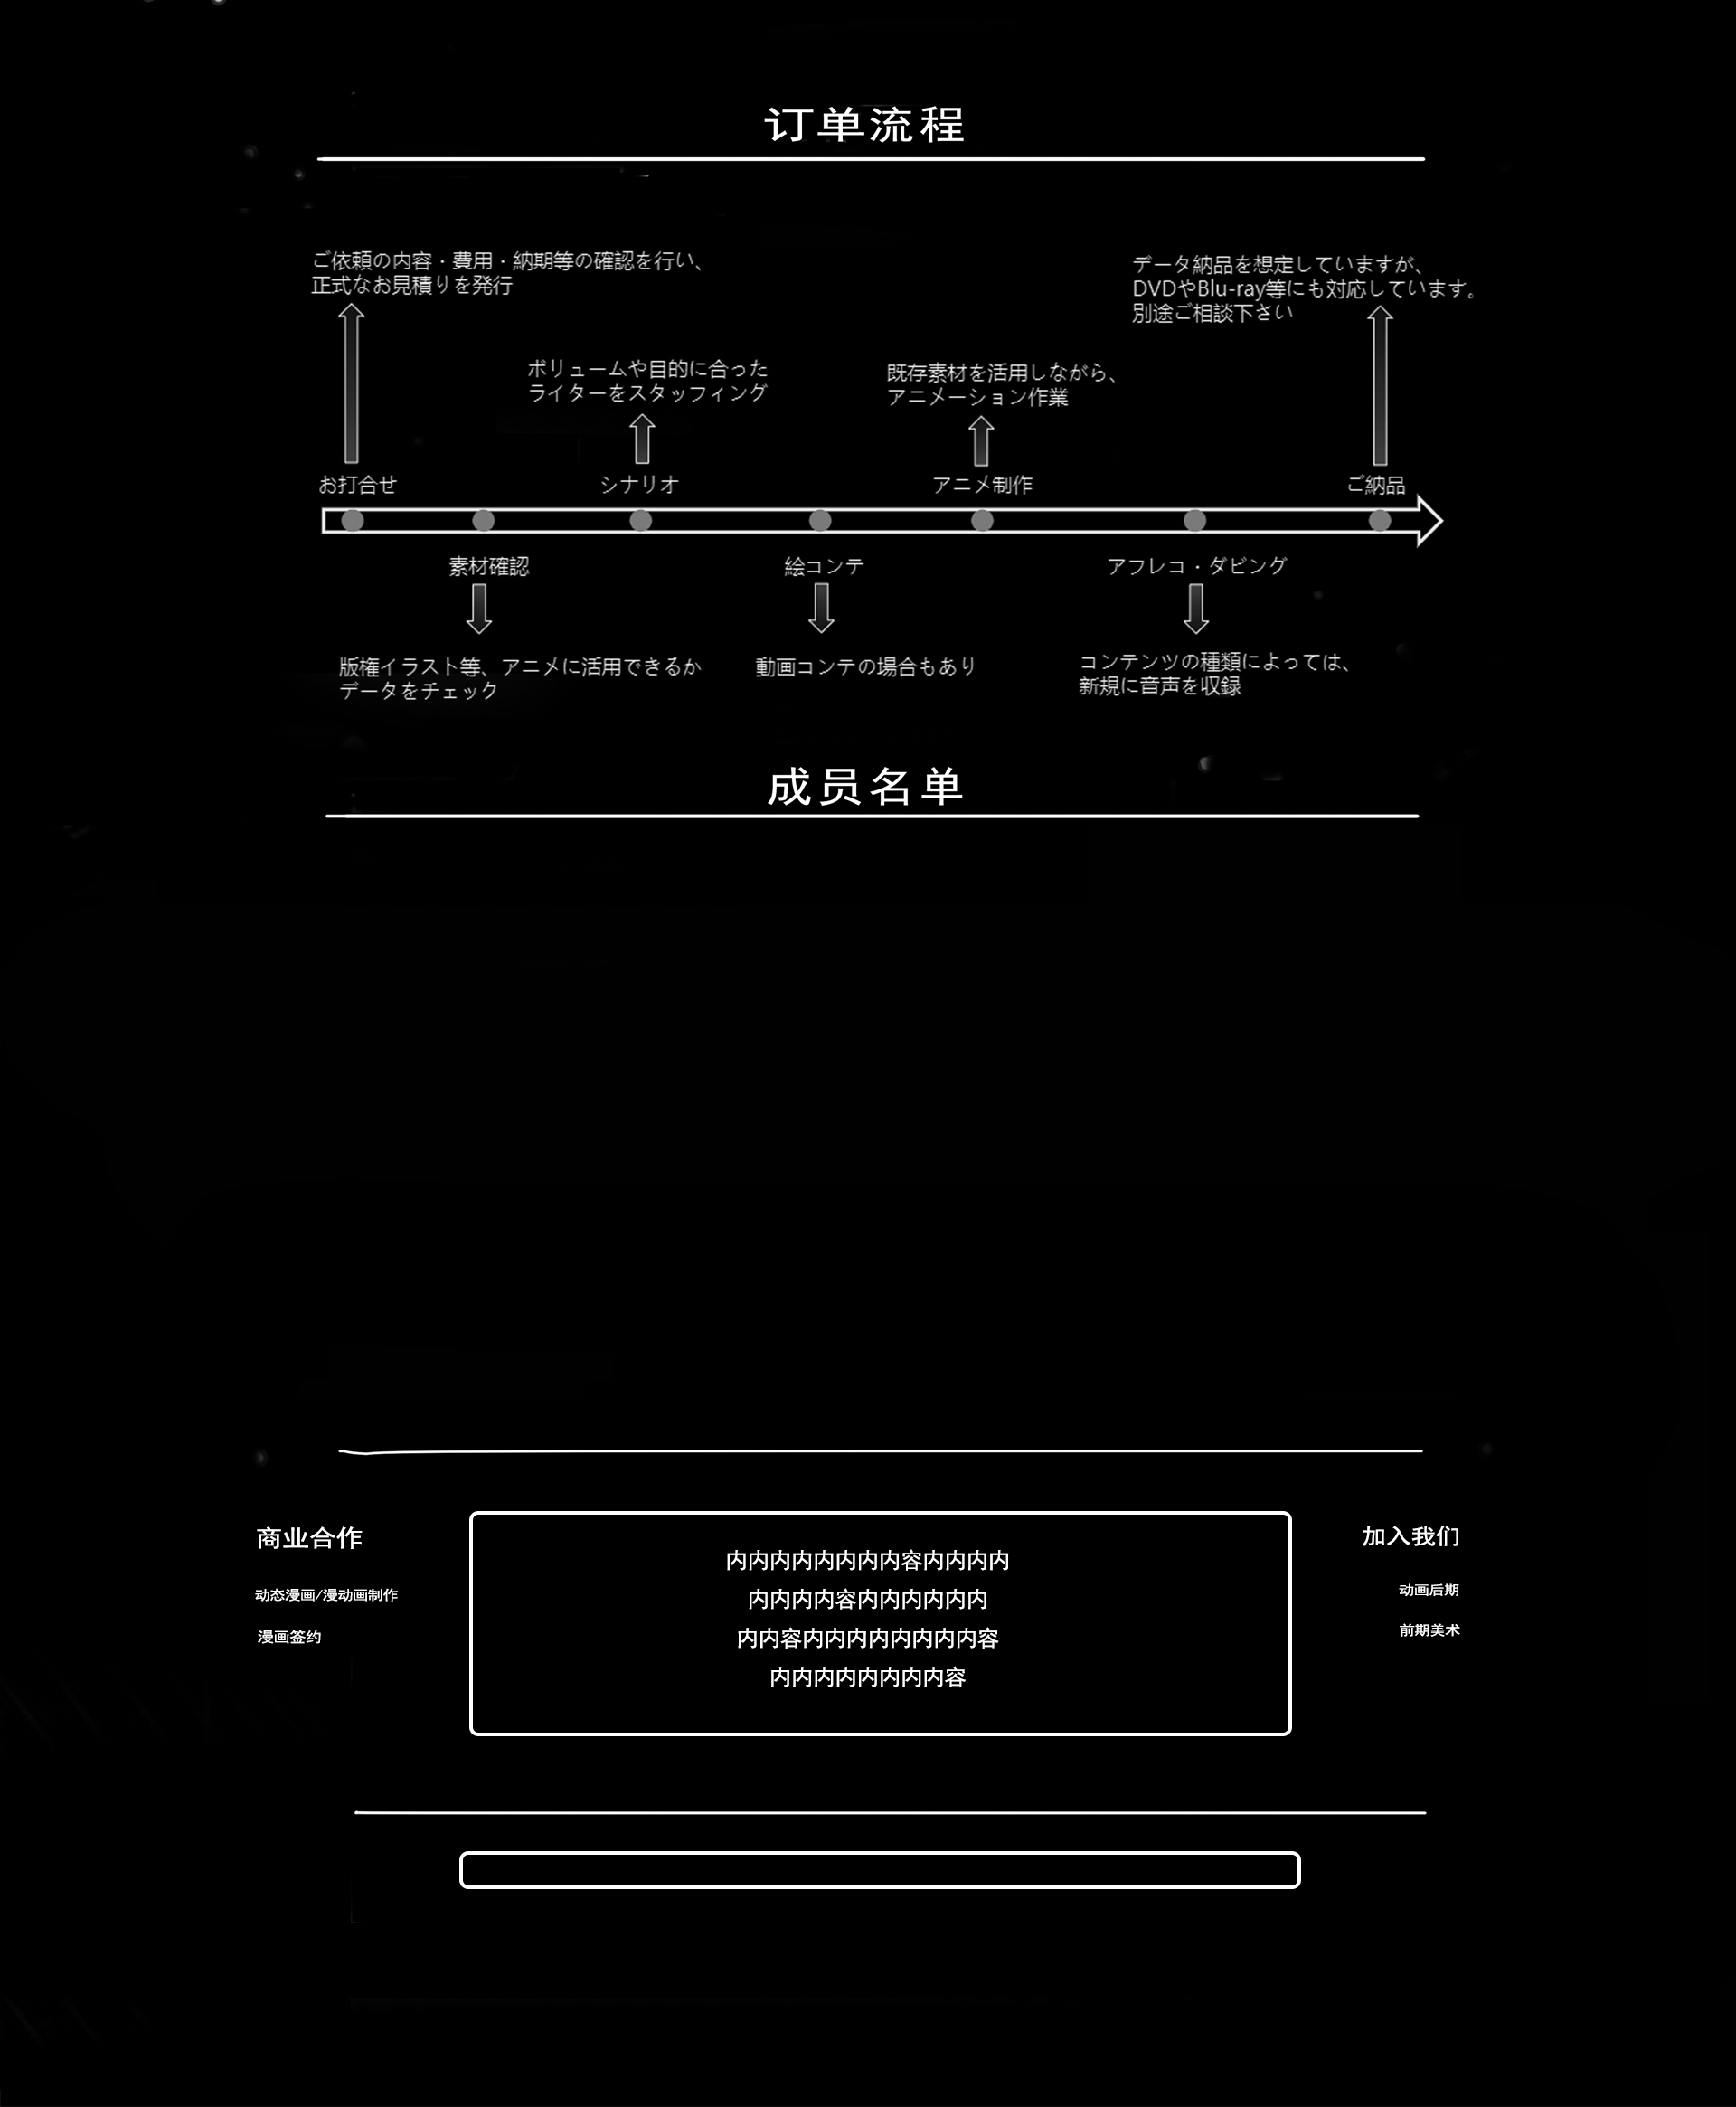 订单流程
ご依頼の内容・費用・納期等の確認を行い、
正式なお見積りを発行
データ納品を想定していますが、
DVDやBlu-ray等にも対応しています。
別途ご相談下さい
ボリュームや目的に合った
ライターをスタッフィング
既存素材を活用しながら、
アニメーション作業
お打合せ
シナリオ
アニメ制作
ご納品
素材確認
絵コンテ
アフレコ・ダビング
版権イラスト等、アニメに活用できるか
データをチェック
動画コンテの場合もあり
コンテンツの種類によっては、
新規に音声を収録
成员名单
商业合作
动态漫画/漫动画制作
漫画签约
内内内内内内内内容内内内内
内内内内容内内内内内内
内内容内内内内内内内内容
内内内内内内内内容
加入我们
动画后期
前期美术